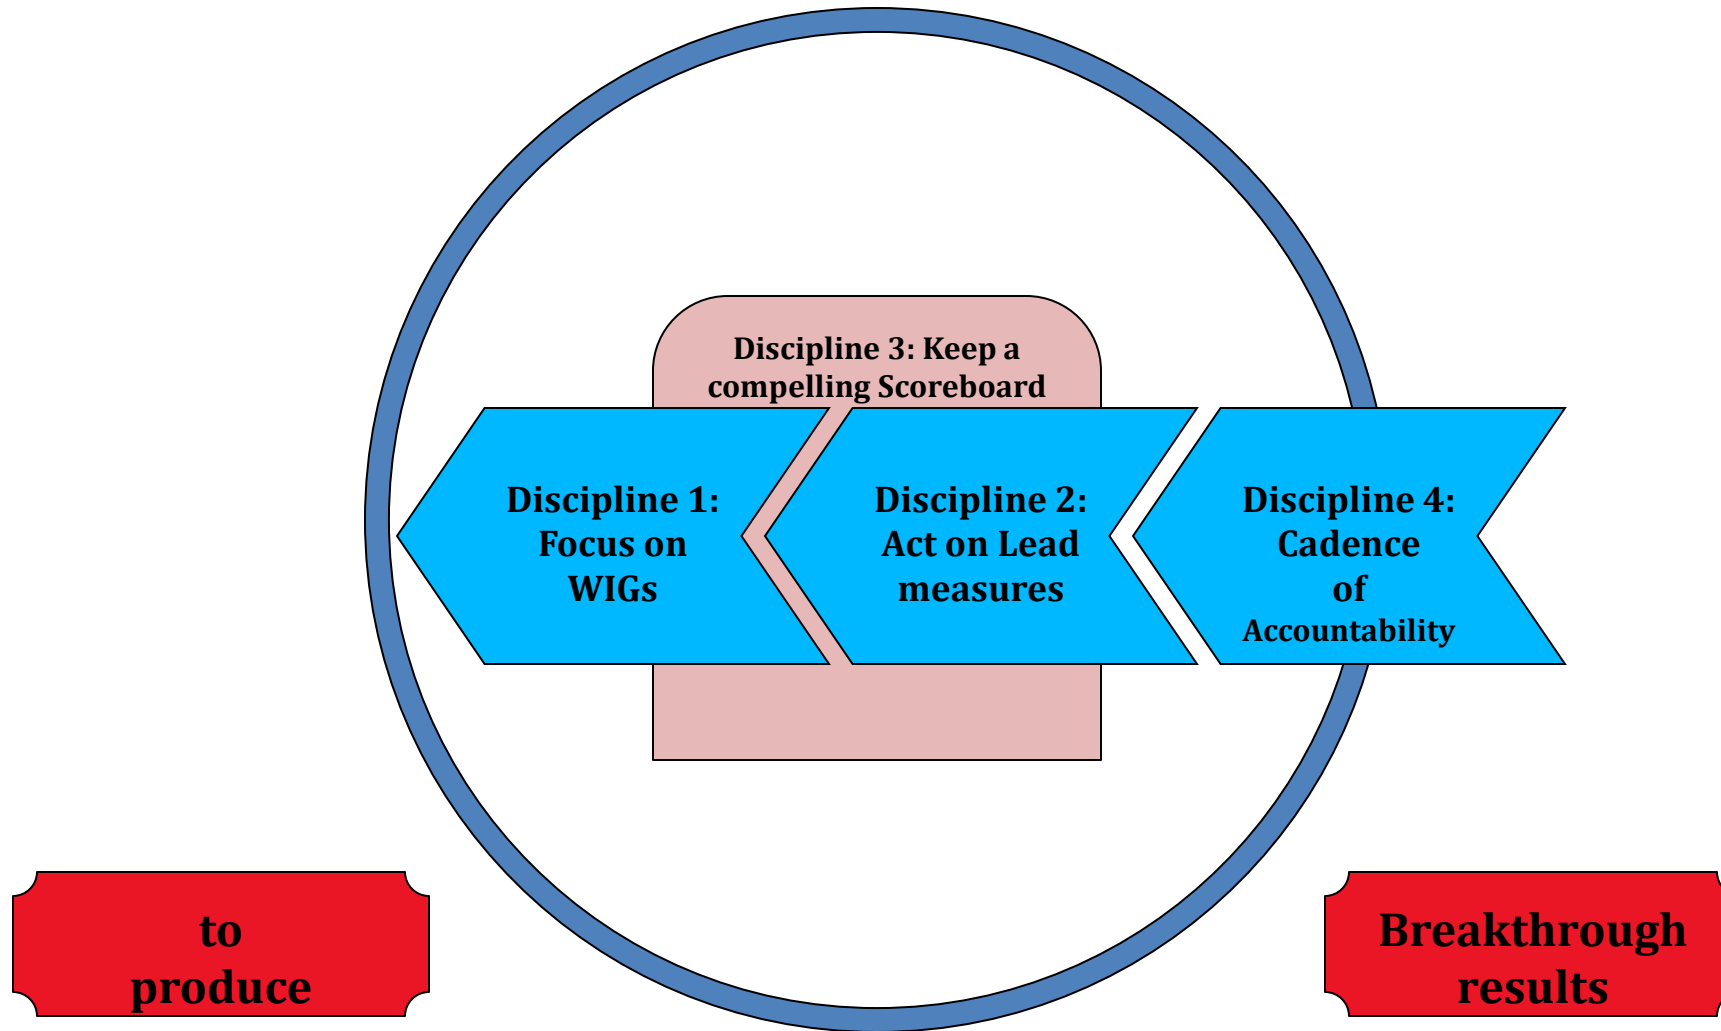 Discipline 3: Keep a
compelling Scoreboard
Discipline 1:
Focus on
WIGs
Discipline 2:
Act on Lead
measures
Discipline 4:
Cadence
of
Accountability
to
produce
Breakthrough
results